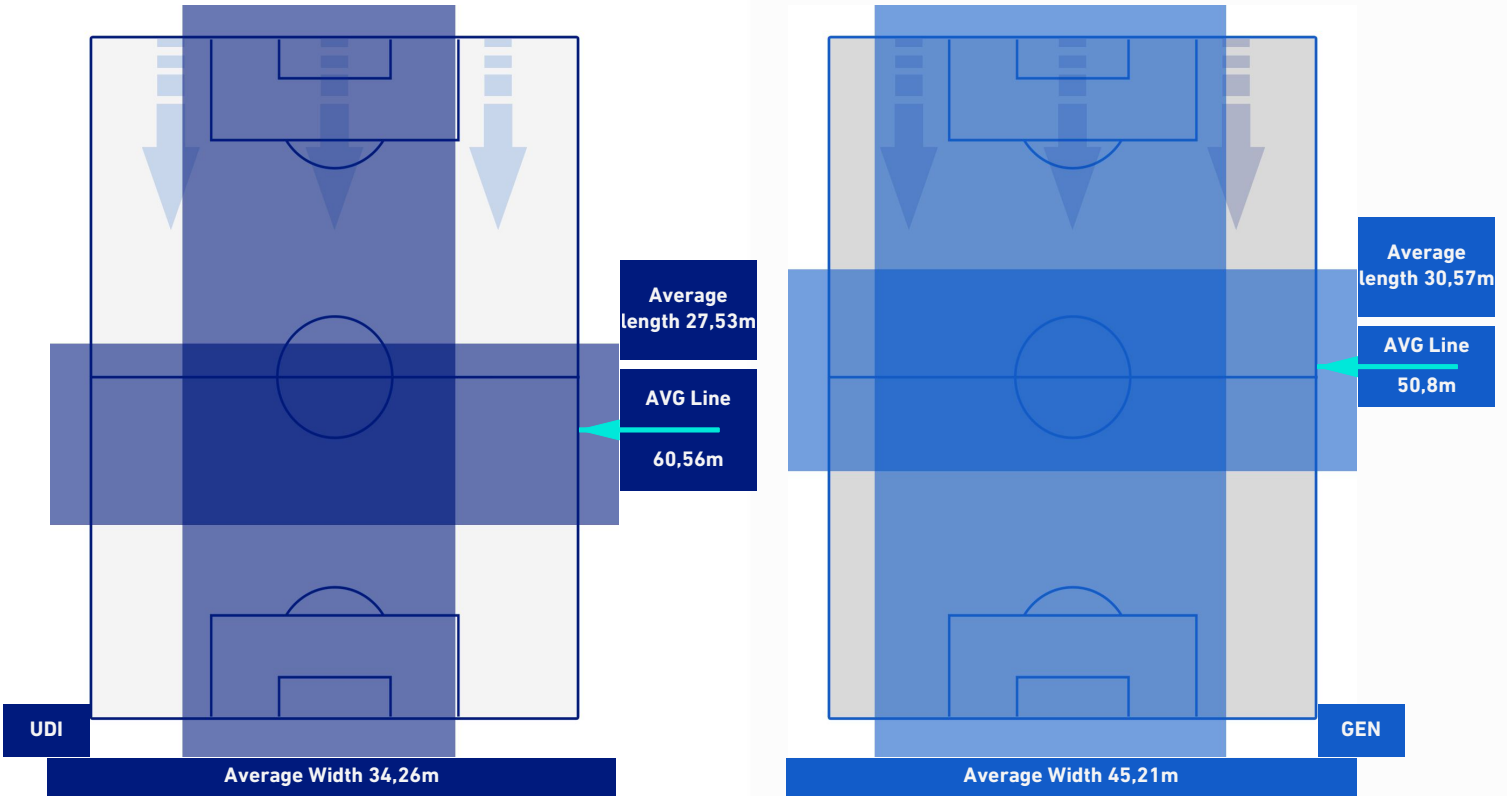 Average
length 27,53m
AVG Line
60,56m
UDI
Average Width 34,26m
Average
length 30,57m
AVG Line
50,8m
GEN
Average Width 45,21m